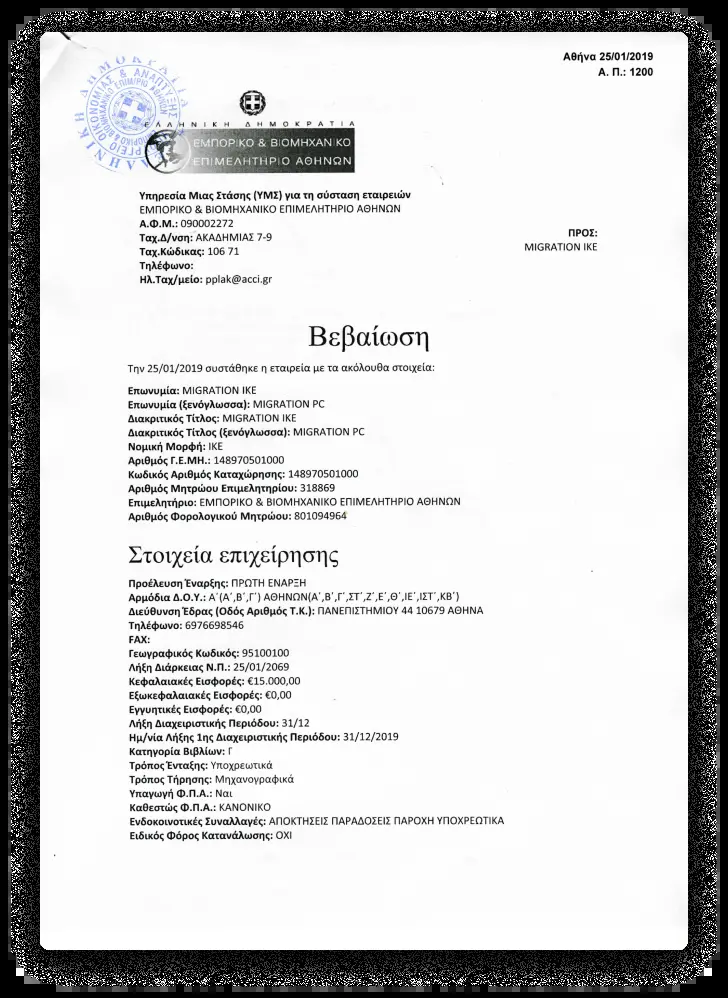 Αθήνα 25/01/2019
Α. Π.: 1200
ΕΛΛΗΝΙΚΗ ΔΗΜΟΚΡΑΤΙΑ
ΕΜΠΟΡΙΚΟ & ΒΙΟΜΗΧΑΝΙΚΟ
ΕΠΙΜΕΛΗΤΗΡΙΟ ΑΘΗΝΩΝ
Υπηρεσία Μιας Στάσης (ΥΜΣ) για τη σύσταση εταιρειών
ΕΜΠΟΡΙΚΟ & ΒΙΟΜΗΧΑΝΙΚΟ ΕΠΙΜΕΛΗΤΗΡΙΟ ΑΘΗΝΩΝ
Α.Φ.Μ.: 090002272
Ταχ.Δ/νση: ΑΚΑΔΗΜΙΑΣ 7-9
Ταχ.Κώδικας: 106 71
Τηλέφωνο:
Ηλ.Ταχ/μείο: pplak@acci.gr
ΠΡΟΣ:
MIGRATION IKE
Βεβαίωση
Την 25/01/2019 συστάθηκε η εταιρεία με τα ακόλουθα στοιχεία:
Επωνυμία: MIGRATION IKE
Επωνυμία (ξενόγλωσσα): MIGRATION PC
Διακριτικός Τίτλος: MIGRATION IKE
Διακριτικός Τίτλος (ξενόγλωσσα): MIGRATION PC
Νομική Μορφή: ΙΚΕ
Αριθμός Γ.Ε.ΜΗ.: 148970501000
Κωδικός Αριθμός Καταχώρησης: 148970501000
Αριθμός Μητρώου Επιμελητηρίου: 318869
Επιμελητήριο: ΕΜΠΟΡΙΚΟ & ΒΙΟΜΗΧΑΝΙΚΟ ΕΠΙΜΕΛΗΤΗΡΙΟ ΑΘΗΝΩΝ
Αριθμός Φορολογικού Μητρώου: 801094964
Στοιχεία επιχείρησης
Προέλευση Έναρξης: ΠΡΩΤΗ ΕΝΑΡΞΗ
Αρμόδια Δ.Ο.Υ.: Α΄(Α΄,Β΄,Γ΄) ΑΘΗΝΩΝ(Α΄,Β΄,Γ΄,ΣΤ΄,Ζ΄,Ε΄,Θ΄,ΙΕ΄,ΙΣΤ΄,ΚΒ΄)
Διεύθυνση Έδρας (Οδός Αριθμός Τ.Κ.): ΠΑΝΕΠΙΣΤΗΜΙΟΥ 44 10679 ΑΘΗΝΑ
Τηλέφωνο: 6976698546
FAX:
Γεωγραφικός Κωδικός: 95100100
Λήξη Διάρκειας Ν.Π.: 25/01/2069
Κεφαλαιακές Εισφορές: €15.000,00
Εξωκεφαλαιακές Εισφορές: €0,00
Εγγυητικές Εισφορές: €0,00
Λήξη Διαχειριστικής Περιόδου: 31/12
Ημ/νία Λήξης 1ης Διαχειριστικής Περιόδου: 31/12/2019
Κατηγορία Βιβλίων: Γ
Τρόπος Ένταξης: Υποχρεωτικά
Τρόπος Τήρησης: Μηχανογραφικά
Υπαγωγή Φ.Π.Α.: Ναι
Καθεστώς Φ.Π.Α.: ΚΑΝΟΝΙΚΟ
Ενδοκοινοτικές Συναλλαγές: ΑΠΟΚΤΗΣΕΙΣ ΠΑΡΑΔΟΣΕΙΣ ΠΑΡΟΧΗ ΥΠΟΧΡΕΩΤΙΚΑ
Ειδικός Φόρος Κατανάλωσης: ΟΧΙ